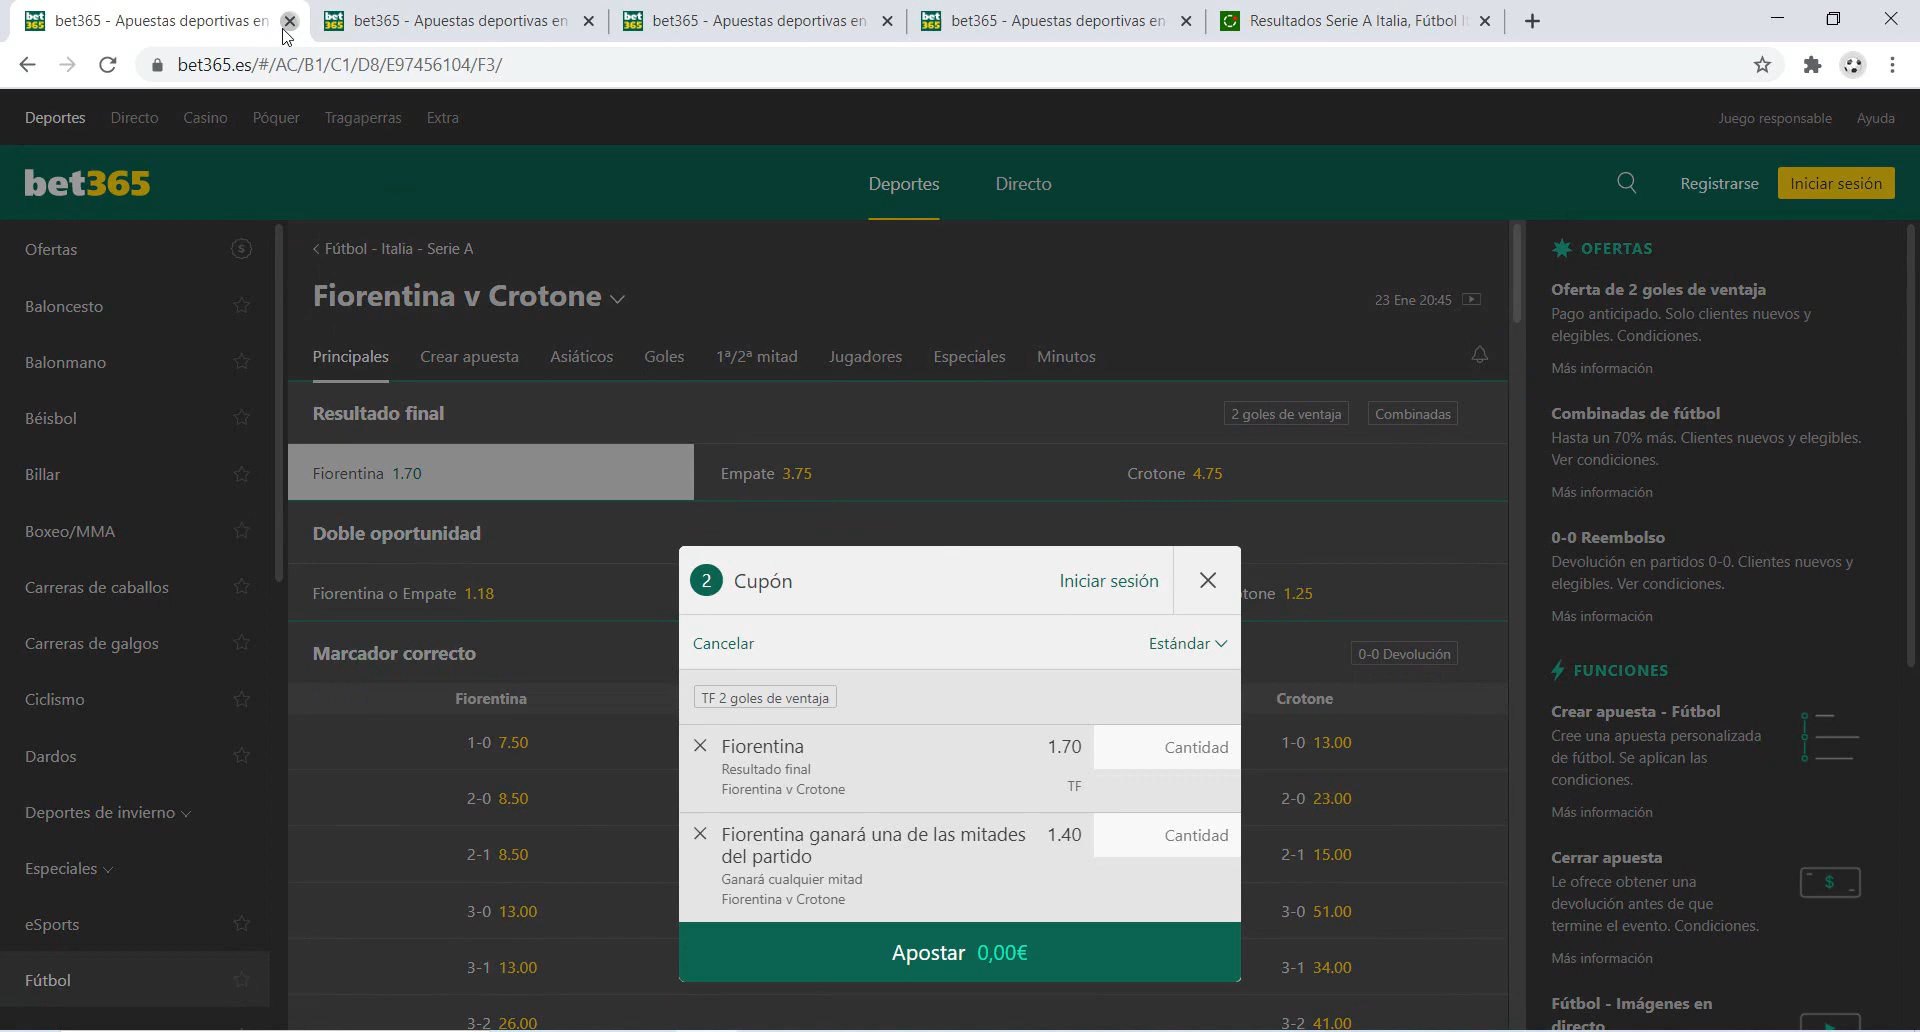 bet365 - Apuestas deportivas en
bet365 - Apuestas deportivas en
bet365 - Apuestas deportivas en
bet365 - Apuestas deportivas en
Resultados Serie A Italia, Fútbol It
bet365.es/#/AC/B1/C1/D8/E97456104/F3/
Deportes Directo Casino Póquer Tragaperras Extra
Juego responsable Ayuda
bet365
Deportes Directo
Registrarse Iniciar sesión
Ofertas
Baloncesto
Balonmano
Béisbol
Billar
Boxeo/MMA
Carreras de caballos
Carreras de galgos
Ciclismo
Dardos
Deportes de invierno
Especiales
eSports
Fútbol
Fútbol - Italia - Serie A
Fiorentina v Crotone
23 Ene 20:45
Principales Crear apuesta Asiáticos Goles 1ª/2ª mitad Jugadores Especiales Minutos
Resultado final 2 goles de ventaja Combinadas
Fiorentina 1.70 Empate 3.75 Crotone 4.75
Doble oportunidad
Fiorentina o Empate 1.18 otone 1.25
Marcador correcto 0-0 Devolución
Fiorentina Crotone
1-0 7.50 1-0 13.00
2-0 8.50 2-0 23.00
2-1 8.50 2-1 15.00
3-0 13.00 3-0 51.00
3-1 13.00 3-1 34.00
3-2 26.00 3-2 41.00
2 Cupón Iniciar sesión
Cancelar Estándar
TF 2 goles de ventaja
Fiorentina 1.70 Cantidad
Resultado final
Fiorentina v Crotone TF
Fiorentina ganará una de las mitades 1.40 Cantidad
del partido
Ganará cualquier mitad
Fiorentina v Crotone
Apostar 0,00€
OFERTAS
Oferta de 2 goles de ventaja
Pago anticipado. Solo clientes nuevos y
elegibles. Condiciones.
Más información
Combinadas de fútbol
Hasta un 70% más. Clientes nuevos y elegibles.
Ver condiciones.
Más información
0-0 Reembolso
Devolución en partidos 0-0. Clientes nuevos y
elegibles. Ver condiciones.
Más información
FUNCIONES
Crear apuesta - Fútbol
Cree una apuesta personalizada
de fútbol. Se aplican las
condiciones.
Más información
Cerrar apuesta
Le ofrece obtener una
devolución antes de que
termine el evento. Condiciones.
Más información
Fútbol - Imágenes en
directo